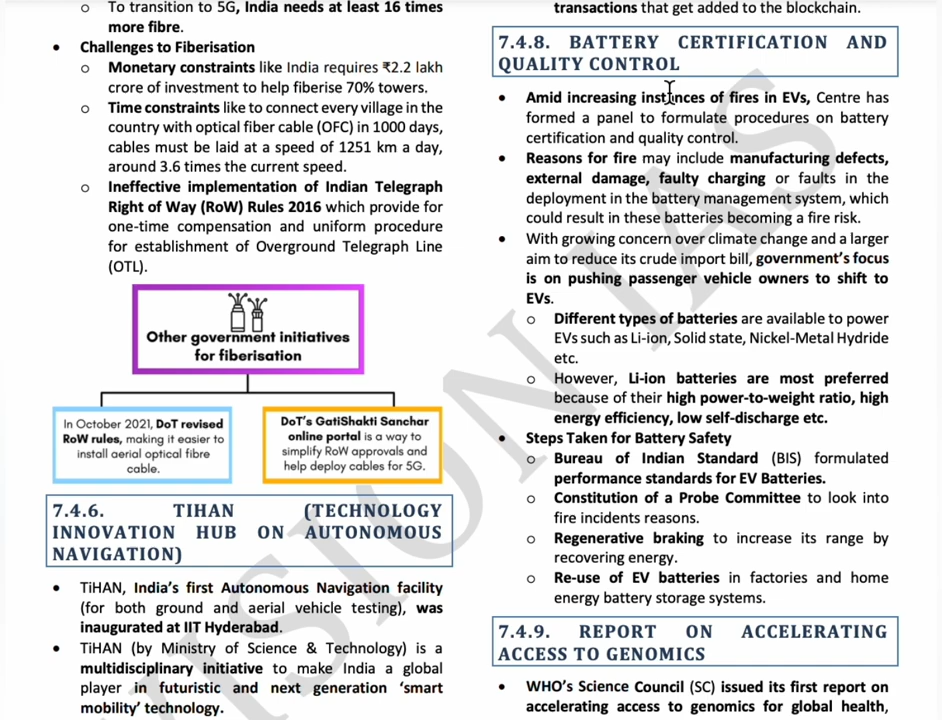 o To transition to 5G, India needs at least 16 times
more fibre.
• Challenges to Fiberisation
o Monetary constraints like India requires ₹2.2 lakh
crore of investment to help fiberise 70% towers.
o Time constraints like to connect every village in the
country with optical fiber cable (OFC) in 1000 days,
cables must be laid at a speed of 1251 km a day,
around 3.6 times the current speed.
o Ineffective implementation of Indian Telegraph
Right of Way (RoW) Rules 2016 which provide for
one-time compensation and uniform procedure
for establishment of Overground Telegraph Line
(OTL).
Other government initiatives
for fiberisation
In October 2021, DoT revised
RoW rules, making it easier to
install aerial optical fibre
cable.
DoT's GatiShakti Sanchar
online portal is a way to
simplify RoW approvals and
help deploy cables for 5G.
7.4.6. TIHAN (TECHNOLOGY
INNOVATION HUB ON AUTONOMOUS
NAVIGATION)
• TiHAN, India's first Autonomous Navigation facility
(for both ground and aerial vehicle testing), was
inaugurated at IIT Hyderabad.
• TiHAN (by Ministry of Science & Technology) is a
multidisciplinary initiative to make India a global
player in futuristic and next generation 'smart
mobility' technology.
transactions that get added to the blockchain.
7.4.8. BATTERY CERTIFICATION AND
QUALITY CONTROL
• Amid increasing instances of fires in EVs, Centre has
formed a panel to formulate procedures on battery
certification and quality control.
• Reasons for fire may include manufacturing defects,
external damage, faulty charging or faults in the
deployment in the battery management system, which
could result in these batteries becoming a fire risk.
• With growing concern over climate change and a larger
aim to reduce its crude import bill, government's focus
is on pushing passenger vehicle owners to shift to
EVs.
o Different types of batteries are available to power
EVs such as Li-ion, Solid state, Nickel-Metal Hydride
etc.
o However, Li-ion batteries are most preferred
because of their high power-to-weight ratio, high
energy efficiency, low self-discharge etc.
• Steps Taken for Battery Safety
o Bureau of Indian Standard (BIS) formulated
performance standards for EV Batteries.
o Constitution of a Probe Committee to look into
fire incidents reasons.
o Regenerative braking to increase its range by
recovering energy.
o Re-use of EV batteries in factories and home
energy battery storage systems.
7.4.9. REPORT ON ACCELERATING
ACCESS TO GENOMICS
• WHO's Science Council (SC) issued its first report on
accelerating access to genomics for global health,
VISION IAS